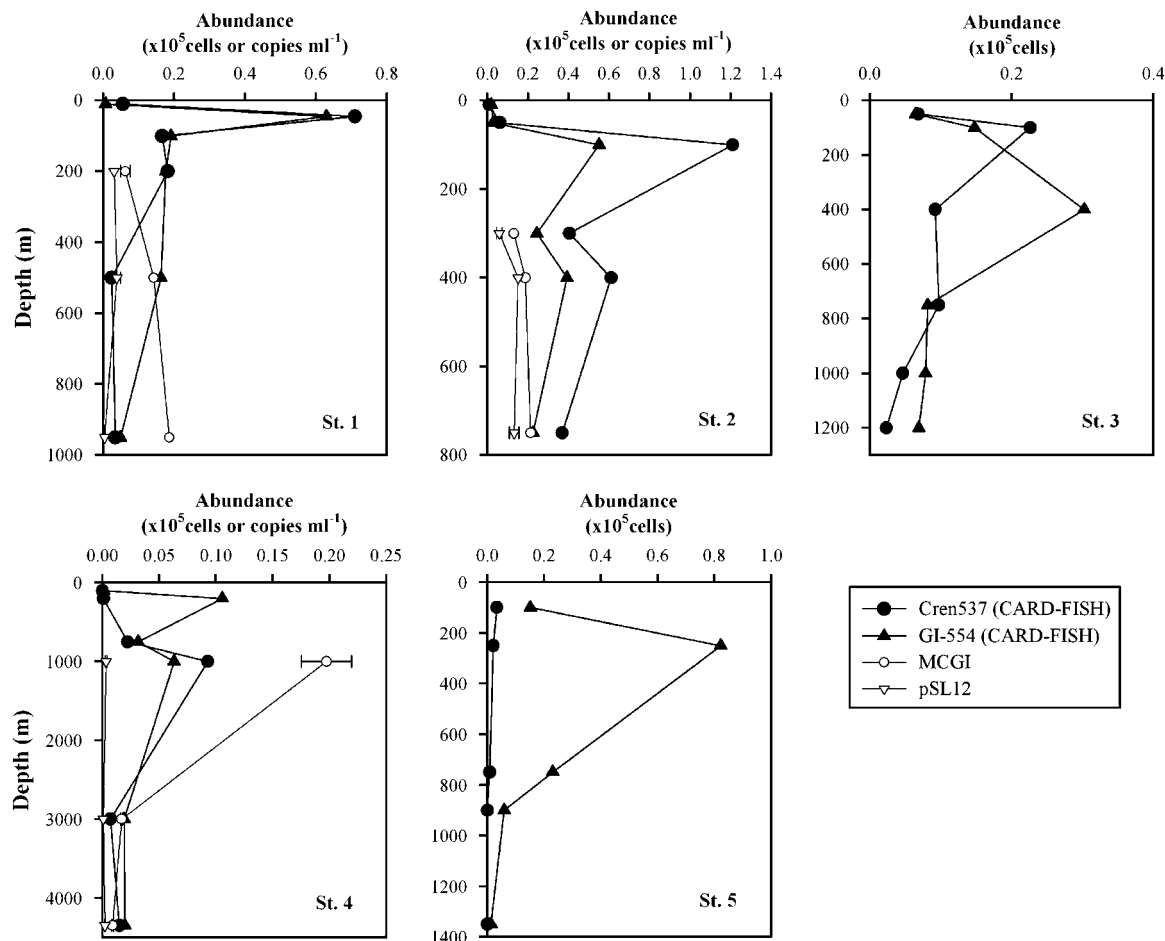 Abundance
(x10⁵cells or copies ml⁻¹)
0.0 0.2 0.4 0.6 0.8
0
200
400
600
800
1000
Depth (m)
St. 1
Abundance
(x10⁵cells or copies ml⁻¹)
0.0 0.2 0.4 0.6 0.8 1.0 1.2 1.4
0
200
400
600
800
St. 2
Abundance
(x10⁵cells)
0.0 0.2 0.4
0
200
400
600
800
1000
1200
St. 3
Abundance
(x10⁵cells or copies ml⁻¹)
0.00 0.05 0.10 0.15 0.20 0.25
0
1000
2000
3000
4000
Depth (m)
St. 4
Abundance
(x10⁵cells)
0.0 0.2 0.4 0.6 0.8 1.0
0
200
400
600
800
1000
1200
1400
St. 5
Cren537 (CARD-FISH)
GI-554 (CARD-FISH)
MCGI
pSL12